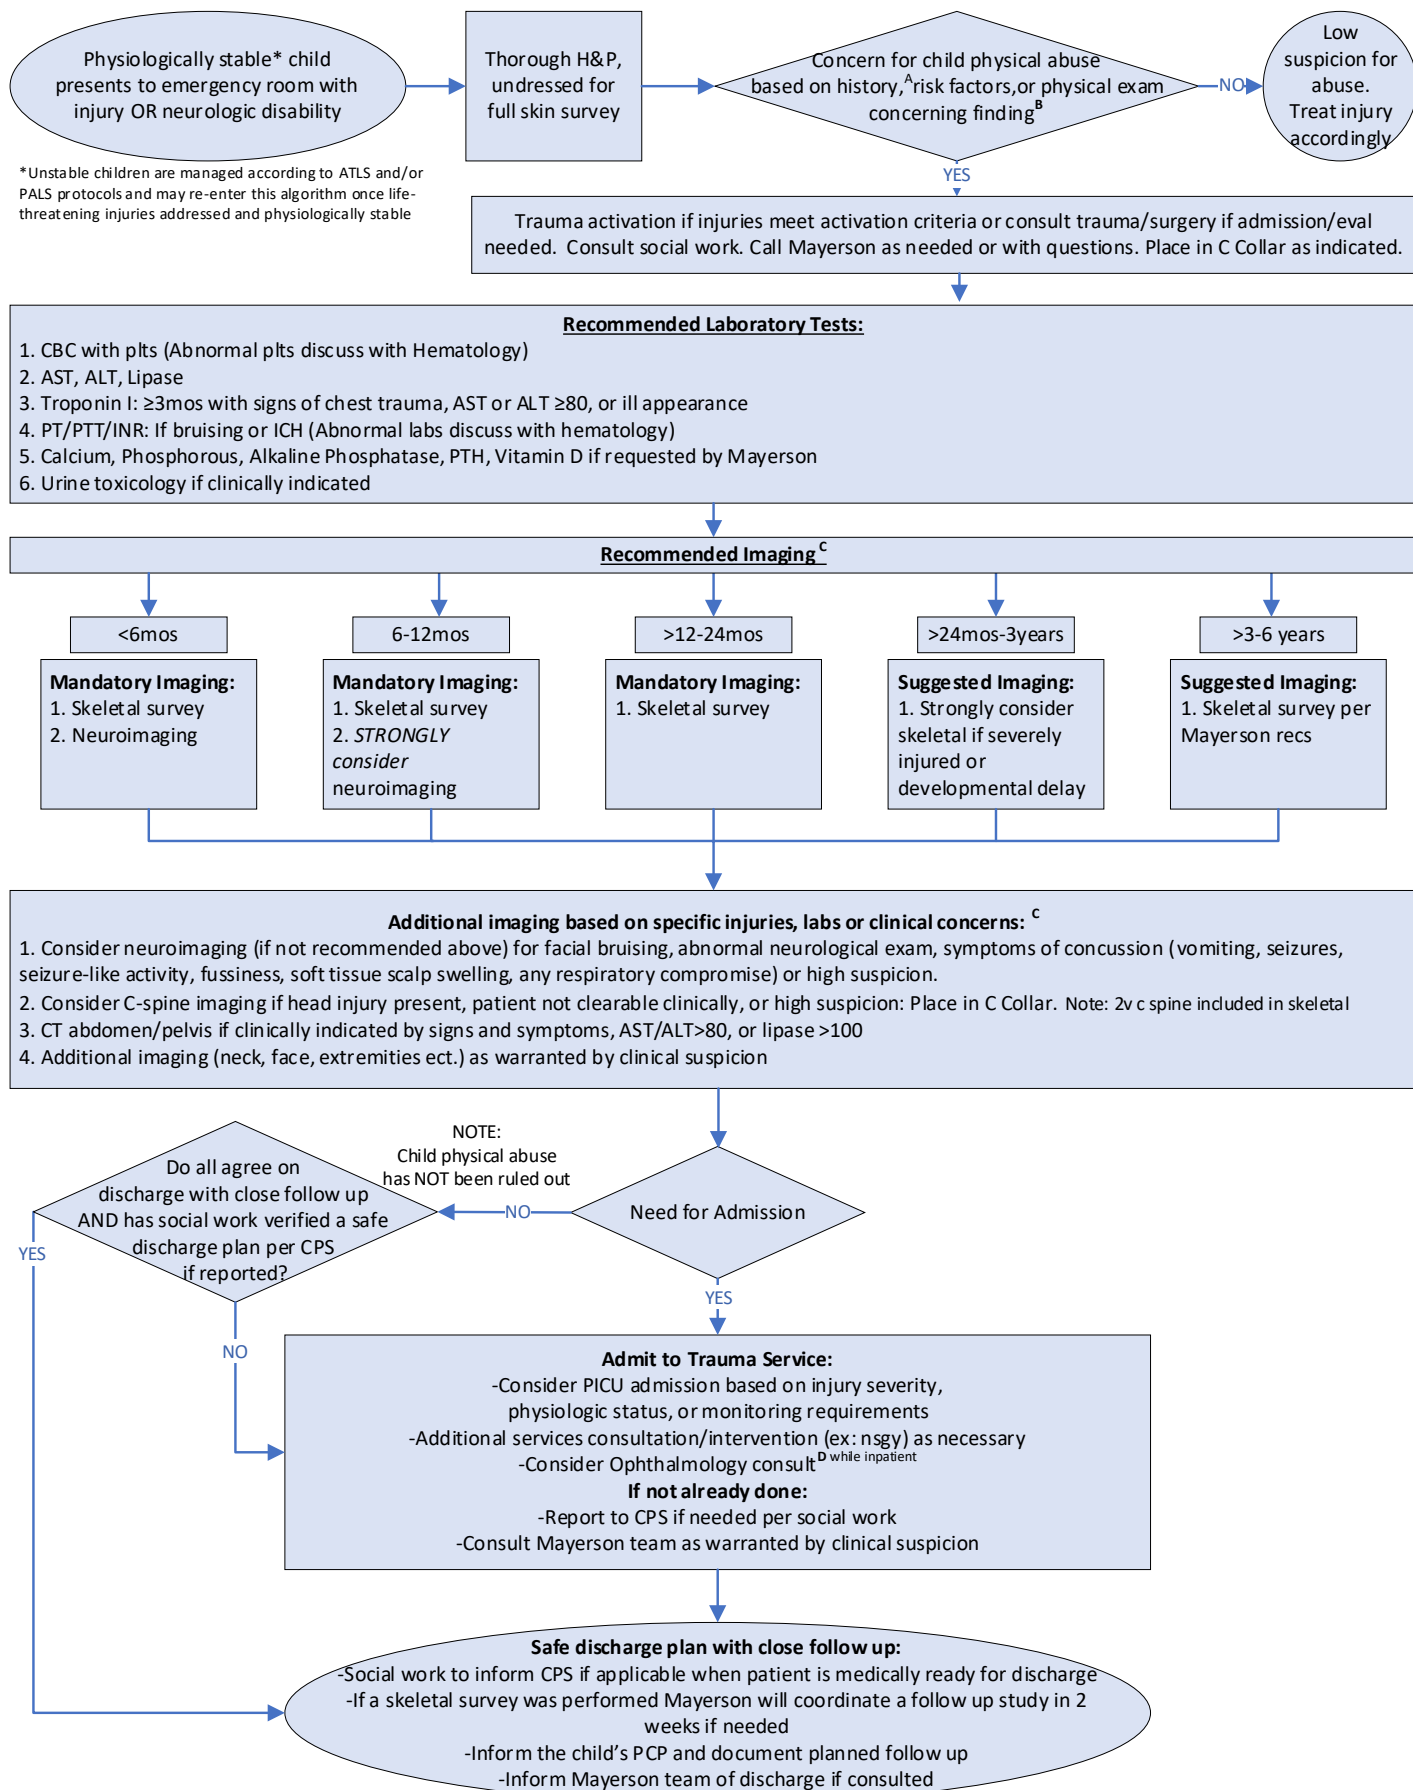 Physiologically stable* child
presents to emergency room with
injury OR neurologic disability
Thorough H&P,
undressed for
full skin survey
Concern for child physical abuse
based on history,A risk factors,or physical exam
concerning findingB
NO
Low
suspicion for
abuse.
Treat injury
accordingly
*Unstable children are managed according to ATLS and/or
PALS protocols and may re-enter this algorithm once life-
threatening injuries addressed and physiologically stable
YES
Trauma activation if injuries meet activation criteria or consult trauma/surgery if admission/eval
needed. Consult social work. Call Mayerson as needed or with questions. Place in C Collar as indicated.
Recommended Laboratory Tests:
1. CBC with plts (Abnormal plts discuss with Hematology)
2. AST, ALT, Lipase
3. Troponin I: ≥3mos with signs of chest trauma, AST or ALT ≥80, or ill appearance
4. PT/PTT/INR: If bruising or ICH (Abnormal labs discuss with hematology)
5. Calcium, Phosphorous, Alkaline Phosphatase, PTH, Vitamin D if requested by Mayerson
6. Urine toxicology if clinically indicated
Recommended Imaging C
<6mos
Mandatory Imaging:
1. Skeletal survey
2. Neuroimaging
6-12mos
Mandatory Imaging:
1. Skeletal survey
2. STRONGLY
consider
neuroimaging
>12-24mos
Mandatory Imaging:
1. Skeletal survey
>24mos-3years
Suggested Imaging:
1. Strongly consider
skeletal if severely
injured or
developmental delay
>3-6 years
Suggested Imaging:
1. Skeletal survey per
Mayerson recs
Additional imaging based on specific injuries, labs or clinical concerns: C
1. Consider neuroimaging (if not recommended above) for facial bruising, abnormal neurological exam, symptoms of concussion (vomiting, seizures,
seizure-like activity, fussiness, soft tissue scalp swelling, any respiratory compromise) or high suspicion.
2. Consider C-spine imaging if head injury present, patient not clearable clinically, or high suspicion: Place in C Collar. Note: 2v c spine included in skeletal
3. CT abdomen/pelvis if clinically indicated by signs and symptoms, AST/ALT>80, or lipase >100
4. Additional imaging (neck, face, extremities ect.) as warranted by clinical suspicion
Need for Admission
NO
NOTE:
Child physical abuse
has NOT been ruled out
Do all agree on
discharge with close follow up
AND has social work verified a safe
discharge plan per CPS
if reported?
YES
NO
YES
Admit to Trauma Service:
-Consider PICU admission based on injury severity,
physiologic status, or monitoring requirements
-Additional services consultation/intervention (ex: nsgy) as necessary
-Consider Ophthalmology consultD while inpatient
If not already done:
-Report to CPS if needed per social work
-Consult Mayerson team as warranted by clinical suspicion
Safe discharge plan with close follow up:
-Social work to inform CPS if applicable when patient is medically ready for discharge
-If a skeletal survey was performed Mayerson will coordinate a follow up study in 2
weeks if needed
-Inform the child's PCP and document planned follow up
-Inform Mayerson team of discharge if consulted